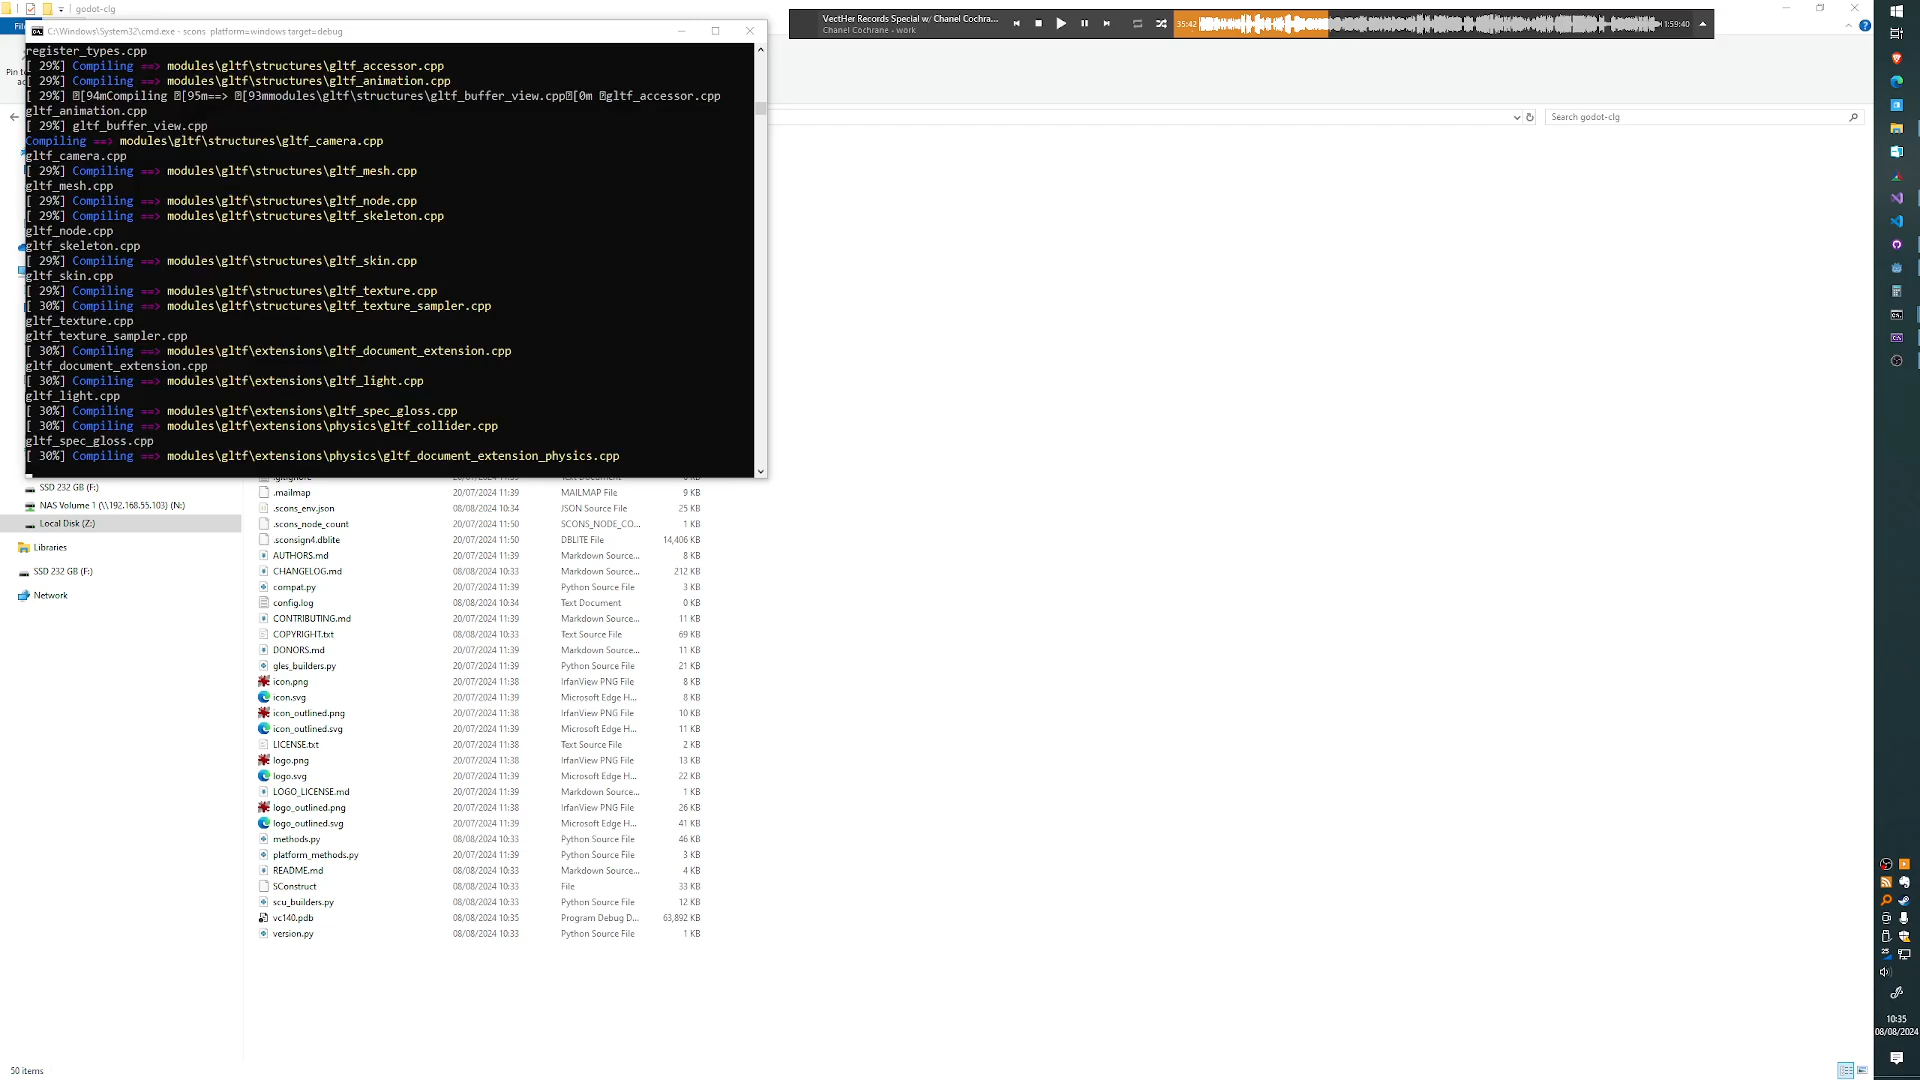 godot-clg
C:\Windows\System32\cmd.exe - scons  platform=windows target=debug
register_types.cpp
[ 29%] Compiling ==> modules\gltf\structures\gltf_accessor.cpp
[ 29%] Compiling ==> modules\gltf\structures\gltf_animation.cpp
[ 29%] [94mCompiling [95m==> [93mmodules\gltf\structures\gltf_buffer_view.cpp[0m gltf_accessor.cpp
gltf_animation.cpp
[ 29%] gltf_buffer_view.cpp
Compiling ==> modules\gltf\structures\gltf_camera.cpp
gltf_camera.cpp
[ 29%] Compiling ==> modules\gltf\structures\gltf_mesh.cpp
gltf_mesh.cpp
[ 29%] Compiling ==> modules\gltf\structures\gltf_node.cpp
[ 29%] Compiling ==> modules\gltf\structures\gltf_skeleton.cpp
gltf_node.cpp
gltf_skeleton.cpp
[ 29%] Compiling ==> modules\gltf\structures\gltf_skin.cpp
gltf_skin.cpp
[ 29%] Compiling ==> modules\gltf\structures\gltf_texture.cpp
[ 30%] Compiling ==> modules\gltf\structures\gltf_texture_sampler.cpp
gltf_texture.cpp
gltf_texture_sampler.cpp
[ 30%] Compiling ==> modules\gltf\extensions\gltf_document_extension.cpp
gltf_document_extension.cpp
[ 30%] Compiling ==> modules\gltf\extensions\gltf_light.cpp
gltf_light.cpp
[ 30%] Compiling ==> modules\gltf\extensions\gltf_spec_gloss.cpp
[ 30%] Compiling ==> modules\gltf\extensions\physics\gltf_collider.cpp
gltf_spec_gloss.cpp
[ 30%] Compiling ==> modules\gltf\extensions\physics\gltf_document_extension_physics.cpp
VectHer Records Special w/ Chanel Cochra...
Chanel Cochrane - work
35:42
1:59:40
Search godot-clg
SSD 232 GB (F:)
NAS Volume 1 (\\192.168.55.103) (N:)
Local Disk (Z:)
Libraries
SSD 232 GB (F:)
Network
.mailmap 20/07/2024 11:39 MAILMAP File 9 KB
.scons_env.json 08/08/2024 10:34 JSON Source File 25 KB
.scons_node_count 20/07/2024 11:50 SCONS_NODE_CO... 1 KB
.sconsign4.dblite 20/07/2024 11:50 DBLITE File 14,406 KB
AUTHORS.md 20/07/2024 11:39 Markdown Source... 8 KB
CHANGELOG.md 08/08/2024 10:33 Markdown Source... 212 KB
compat.py 20/07/2024 11:39 Python Source File 3 KB
config.log 08/08/2024 10:34 Text Document 0 KB
CONTRIBUTING.md 20/07/2024 11:39 Markdown Source... 11 KB
COPYRIGHT.txt 08/08/2024 10:33 Text Source File 69 KB
DONORS.md 20/07/2024 11:39 Markdown Source... 11 KB
gles_builders.py 20/07/2024 11:39 Python Source File 21 KB
icon.png 20/07/2024 11:38 IrfanView PNG File 8 KB
icon.svg 20/07/2024 11:39 Microsoft Edge H... 8 KB
icon_outlined.png 20/07/2024 11:38 IrfanView PNG File 10 KB
icon_outlined.svg 20/07/2024 11:39 Microsoft Edge H... 11 KB
LICENSE.txt 20/07/2024 11:38 Text Source File 2 KB
logo.png 20/07/2024 11:38 IrfanView PNG File 13 KB
logo.svg 20/07/2024 11:39 Microsoft Edge H... 22 KB
LOGO_LICENSE.md 20/07/2024 11:39 Markdown Source... 1 KB
logo_outlined.png 20/07/2024 11:38 IrfanView PNG File 26 KB
logo_outlined.svg 20/07/2024 11:39 Microsoft Edge H... 41 KB
methods.py 08/08/2024 10:33 Python Source File 46 KB
platform_methods.py 20/07/2024 11:39 Python Source File 3 KB
README.md 08/08/2024 10:33 Markdown Source... 4 KB
SConstruct 08/08/2024 10:33 File 33 KB
scu_builders.py 08/08/2024 10:33 Python Source File 12 KB
vc140.pdb 08/08/2024 10:35 Program Debug D... 63,892 KB
version.py 08/08/2024 10:33 Python Source File 1 KB
50 items
25
10:35
08/08/2024